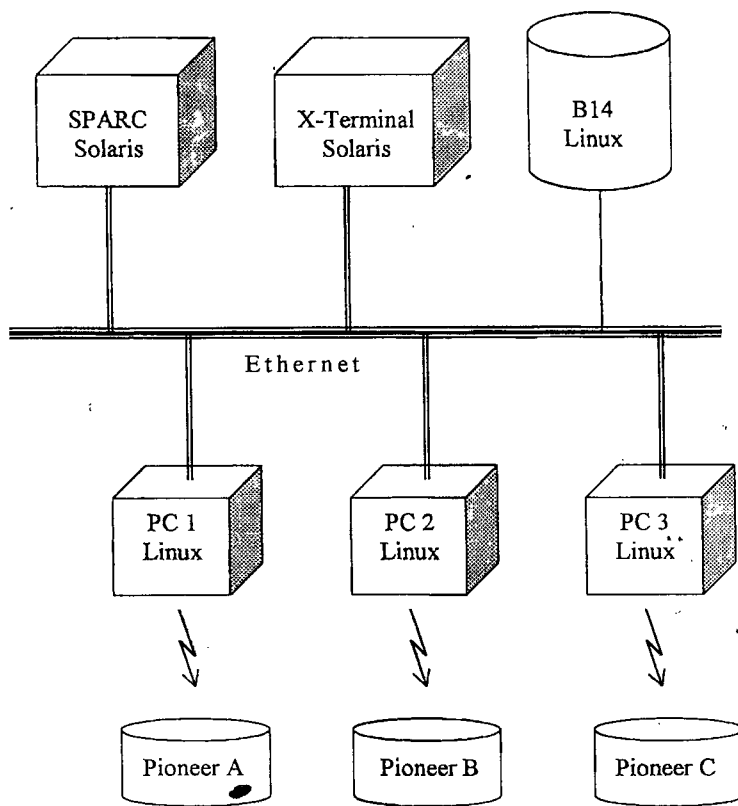 SPARC
Solaris
X-Terminal
Solaris
B14
Linux
Ethernet
PC 1
Linux
PC 2
Linux
PC 3
Linux
Pioneer A
Pioneer B
Pioneer C